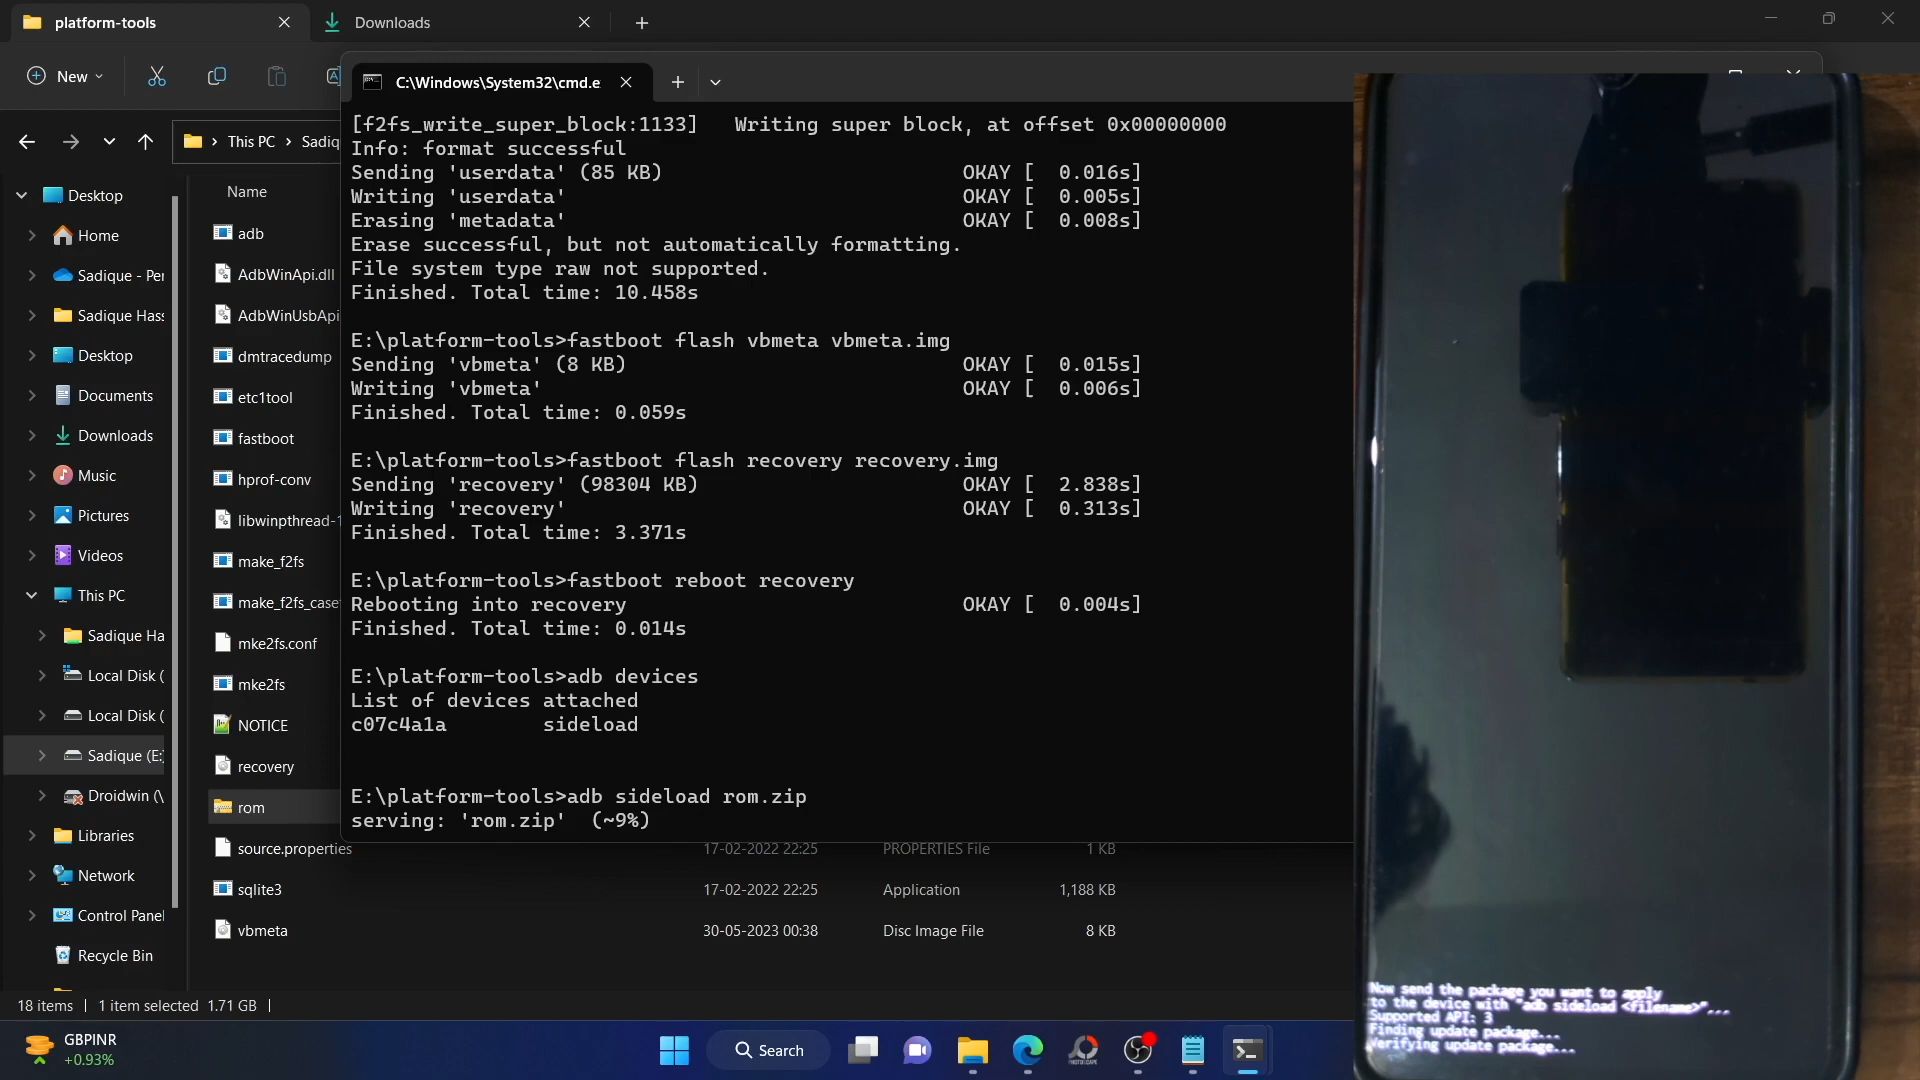 platform-tools
Downloads
New
C:\Windows\System32\cmd.e
This PC
Sadiq
Name
Desktop
Home
Sadique - Per
Sadique Hass
Desktop
Documents
Downloads
Music
Pictures
Videos
This PC
Sadique Ha
Local Disk (
Local Disk (
Sadique (E:)
Droidwin (\
Libraries
Network
Control Panel
Recycle Bin
adb
AdbWinApi.dll
AdbWinUsbApi
dmtracedump
etc1tool
fastboot
hprof-conv
libwinpthread-1
make_f2fs
make_f2fs_case
mke2fs.conf
mke2fs
NOTICE
recovery
rom
source.properties 17-02-2022 22:25 PROPERTIES File 1 KB
sqlite3 17-02-2022 22:25 Application 1,188 KB
vbmeta 30-05-2023 00:38 Disc Image File 8 KB
[f2fs_write_super_block:1133] Writing super block, at offset 0x00000000
Info: format successful
Sending 'userdata' (85 KB) OKAY [ 0.016s]
Writing 'userdata' OKAY [ 0.005s]
Erasing 'metadata' OKAY [ 0.008s]
Erase successful, but not automatically formatting.
File system type raw not supported.
Finished. Total time: 10.458s
E:\platform-tools>fastboot flash vbmeta vbmeta.img
Sending 'vbmeta' (8 KB) OKAY [ 0.015s]
Writing 'vbmeta' OKAY [ 0.006s]
Finished. Total time: 0.059s
E:\platform-tools>fastboot flash recovery recovery.img
Sending 'recovery' (98304 KB) OKAY [ 2.838s]
Writing 'recovery' OKAY [ 0.313s]
Finished. Total time: 3.371s
E:\platform-tools>fastboot reboot recovery
Rebooting into recovery OKAY [ 0.004s]
Finished. Total time: 0.014s
E:\platform-tools>adb devices
List of devices attached
c07c4a1a sideload
E:\platform-tools>adb sideload rom.zip
serving: 'rom.zip' (~9%)
18 items 1 item selected 1.71 GB
GBPINR
+0.93%
Search
Now send the package you want to apply
to the device with "adb sideload <filename>"...
Supported API: 3
Finding update package...
Verifying update package...